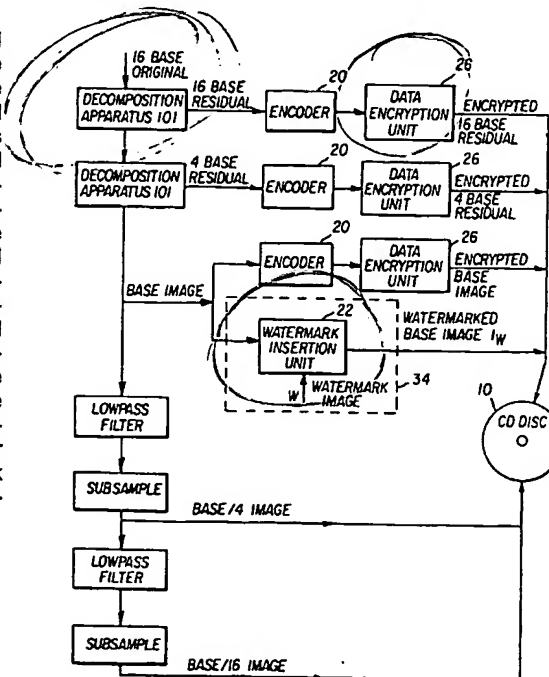 16 BASE
ORIGINAL
DECOMPOSITION
APPARATUS 101
16 BASE
RESIDUAL
20
ENCODER
26
DATA
ENCRYPTION
UNIT
ENCRYPTED
16 BASE
RESIDUAL
DECOMPOSITION
APPARATUS 101
4 BASE
RESIDUAL
20
ENCODER
26
DATA
ENCRYPTION
UNIT
ENCRYPTED
4 BASE
RESIDUAL
BASE IMAGE
20
ENCODER
26
DATA
ENCRYPTION
UNIT
ENCRYPTED
BASE
IMAGE
22
WATERMARK
INSERTION
UNIT
WATERMARKED
BASE IMAGE IW
W
WATERMARK
IMAGE
34
10
CD DISC
LOWPASS
FILTER
SUBSAMPLE
BASE/4 IMAGE
LOWPASS
FILTER
SUBSAMPLE
BASE/16 IMAGE